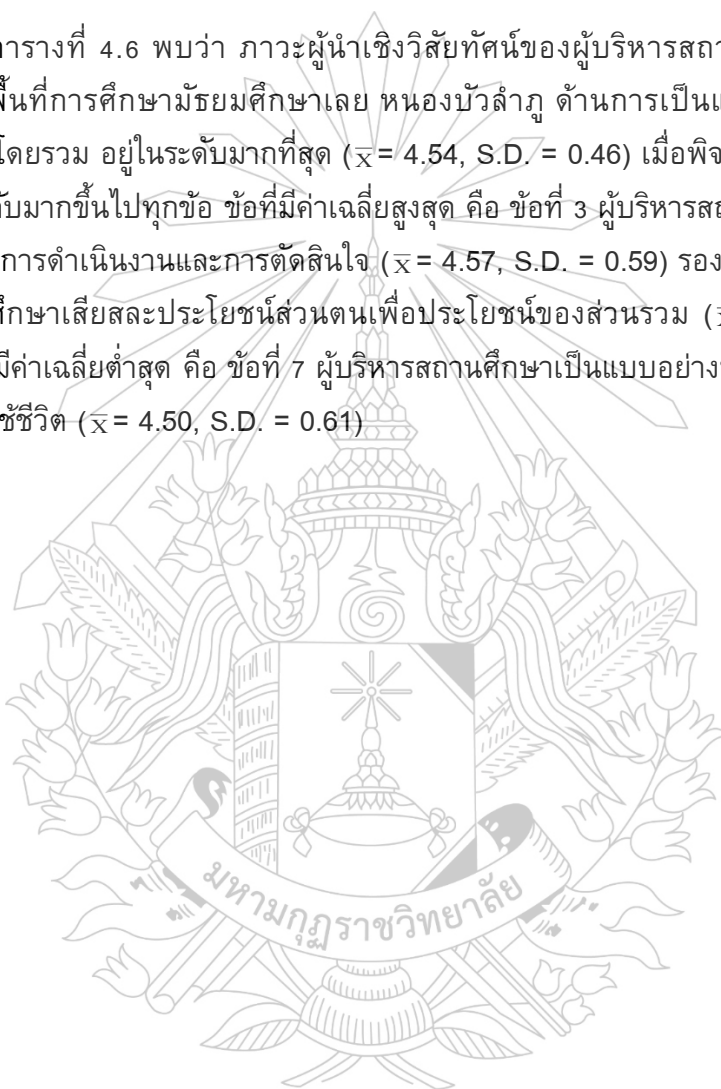 ารางที่ 4.6 พบว่า ภาวะผู้นำเชิงวิสัยทัศน์ของผู้บริหารสถา
พื้นที่การศึกษามัธยมศึกษาเลย หนองบัวลำภู ด้านการเป็นแ
โดยรวม อยู่ในระดับมากที่สุด (x̅ = 4.54, S.D. = 0.46) เมื่อพิจ
ับมากขึ้นไปทุกข้อ ข้อที่มีค่าเฉลี่ยสูงสุด คือ ข้อที่ 3 ผู้บริหารสถ
การดำเนินงานและการตัดสินใจ (x̅ = 4.57, S.D. = 0.59) รอง
ศึกษาเสียสละประโยชน์ส่วนตนเพื่อประโยชน์ของส่วนรวม (
มีค่าเฉลี่ยต่ำสุด คือ ข้อที่ 7 ผู้บริหารสถานศึกษาเป็นแบบอย่าง
ช้ชีวิต (x̅ = 4.50, S.D. = 0.61)
มหามกุฏราชวิทยาลัย